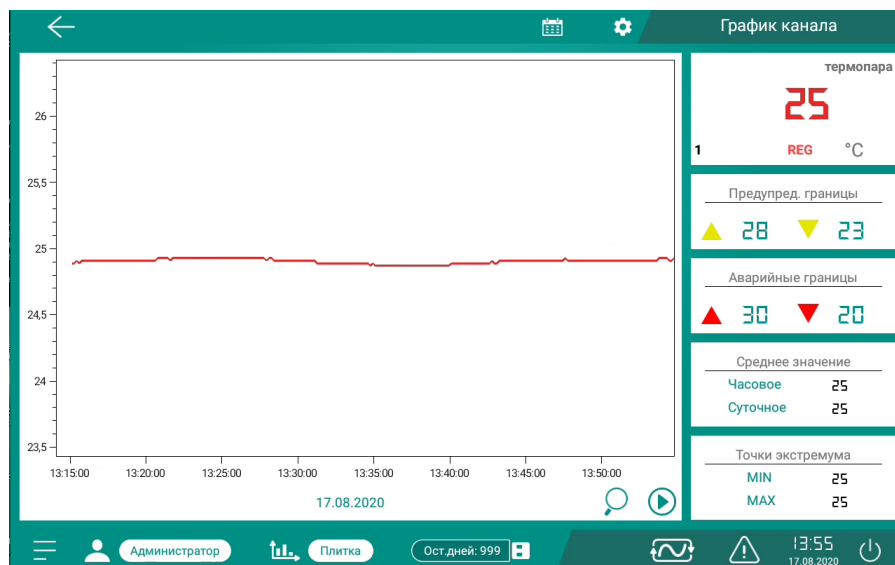 График канала
26
25,5
25
24,5
24
23,5
13:15:00 13:20:00 13:25:00 13:30:00 13:35:00 13:40:00 13:45:00 13:50:00
17.08.2020
термопара
25
1 REG °C
Предупред. границы
28 23
Аварийные границы
30 20
Среднее значение
Часовое 25
Суточное 25
Точки экстремума
MIN 25
MAX 25
Администратор Плитка Ост.дней: 999 13:55
17.08.2020